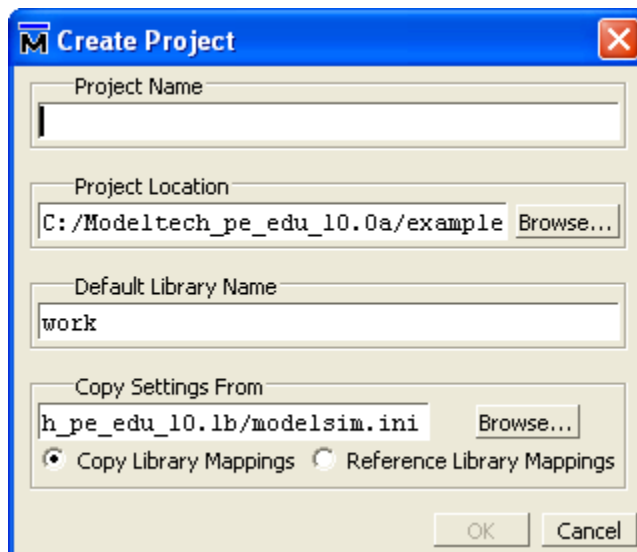 M Create Project
Project Name
Project Location
C:/Modeltech_pe_edu_10.0a/example
Browse...
Default Library Name
work
Copy Settings From
h_pe_edu_10.1b/modelsim.ini
Browse...
Copy Library Mappings
Reference Library Mappings
OK
Cancel